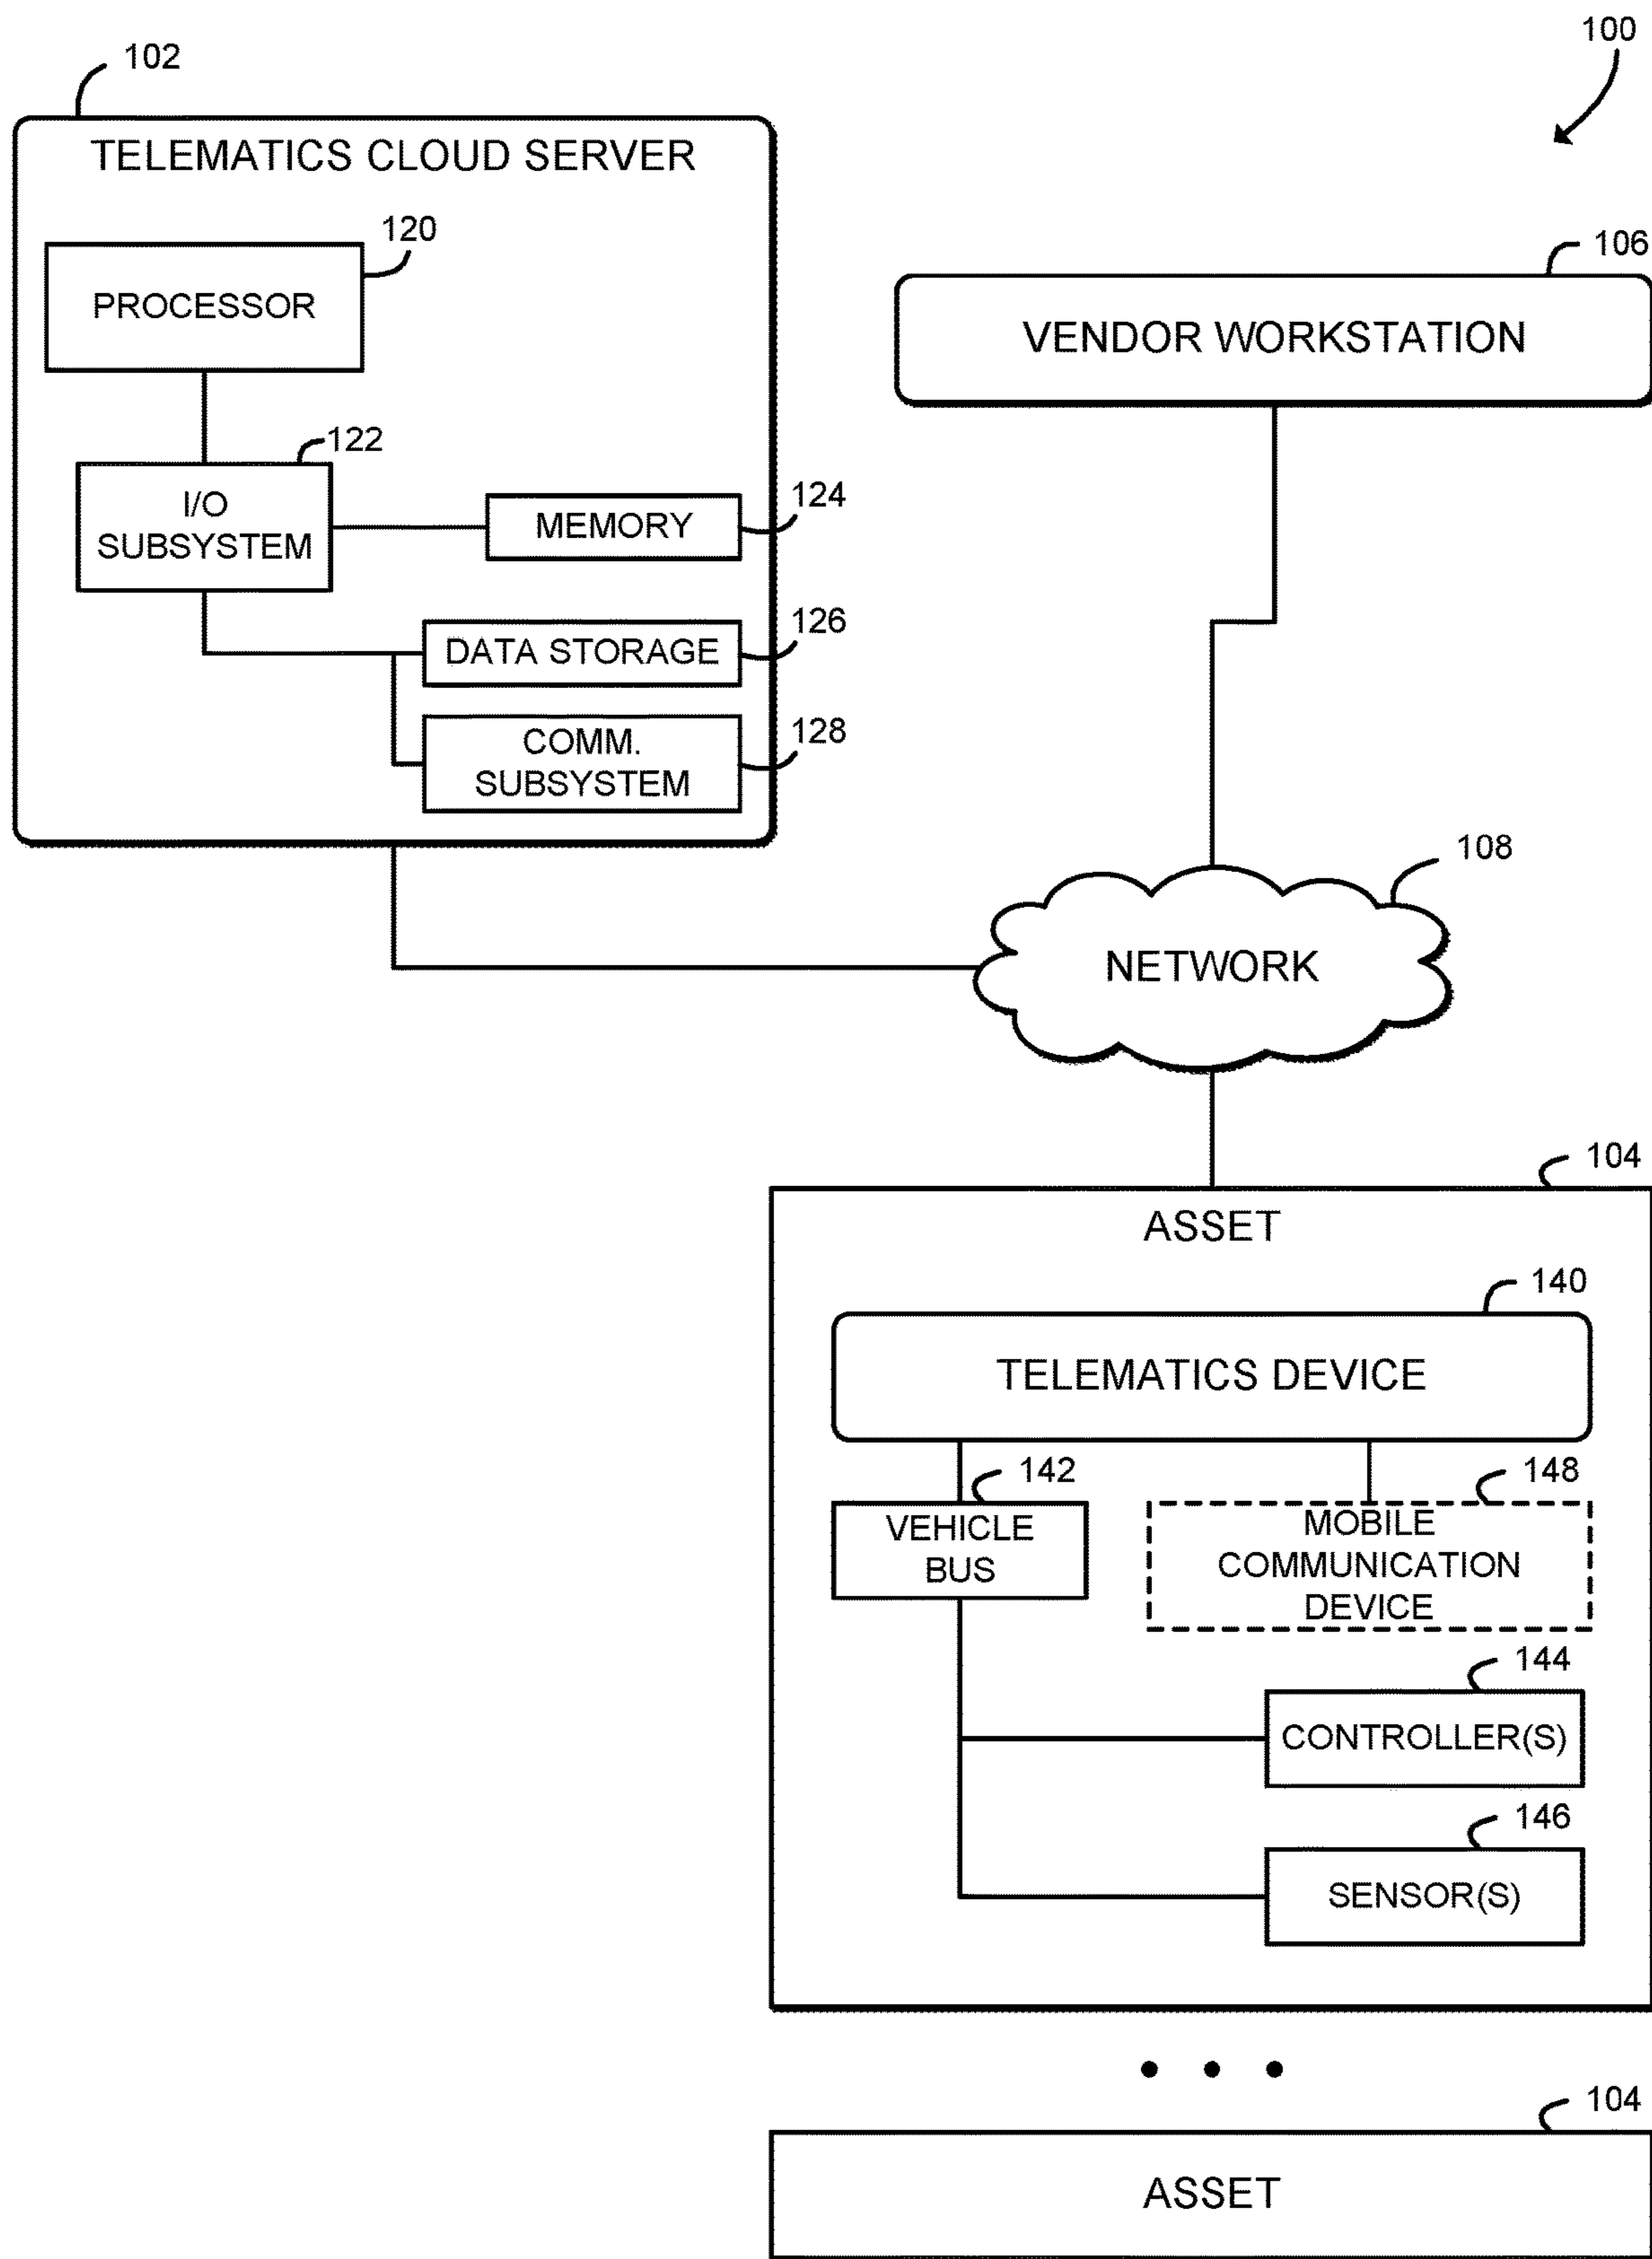 100
102
TELEMATICS CLOUD SERVER
120
PROCESSOR
106
VENDOR WORKSTATION
122
I/O
SUBSYSTEM
124
MEMORY
126
DATA STORAGE
128
COMM.
SUBSYSTEM
108
NETWORK
104
ASSET
140
TELEMATICS DEVICE
142
VEHICLE
BUS
148
MOBILE
COMMUNICATION
DEVICE
144
CONTROLLER(S)
146
SENSOR(S)
104
ASSET